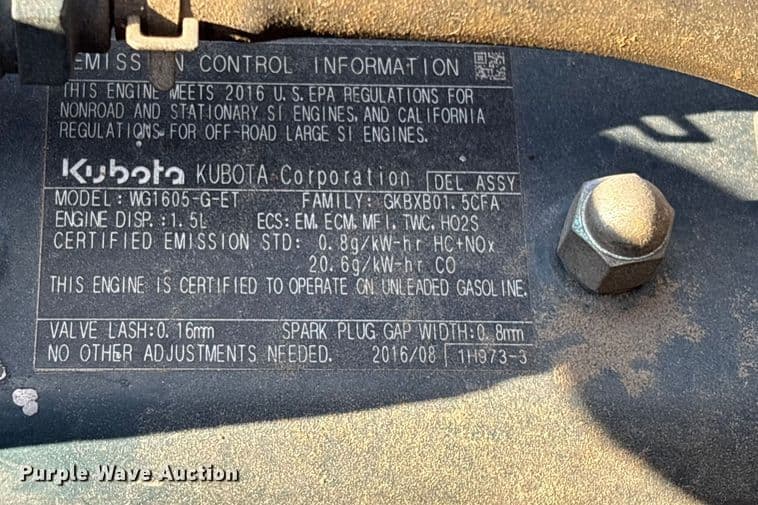 EMISSION CONTROL INFORMATION
THIS ENGINE MEETS 2016 U.S. EPA REGULATIONS FOR
NONROAD AND STATIONARY SI ENGINES, AND CALIFORNIA
REGULATIONS FOR OFF-ROAD LARGE SI ENGINES.
Kubota KUBOTA Corporation DEL ASSY
MODEL: WG1605-G-ET FAMILY: GKBXB01.5CFA
ENGINE DISP.: 1.5L ECS: EM, ECM, MFI, TWC, HO2S
CERTIFIED EMISSION STD: 0.8g/kW-hr HC+NOx
20.6g/kW-hr CO
THIS ENGINE IS CERTIFIED TO OPERATE ON UNLEADED GASOLINE.
VALVE LASH: 0.16mm SPARK PLUG GAP WIDTH: 0.8mm
NO OTHER ADJUSTMENTS NEEDED. 2016/08 1H973-3
Purple Wave Auction